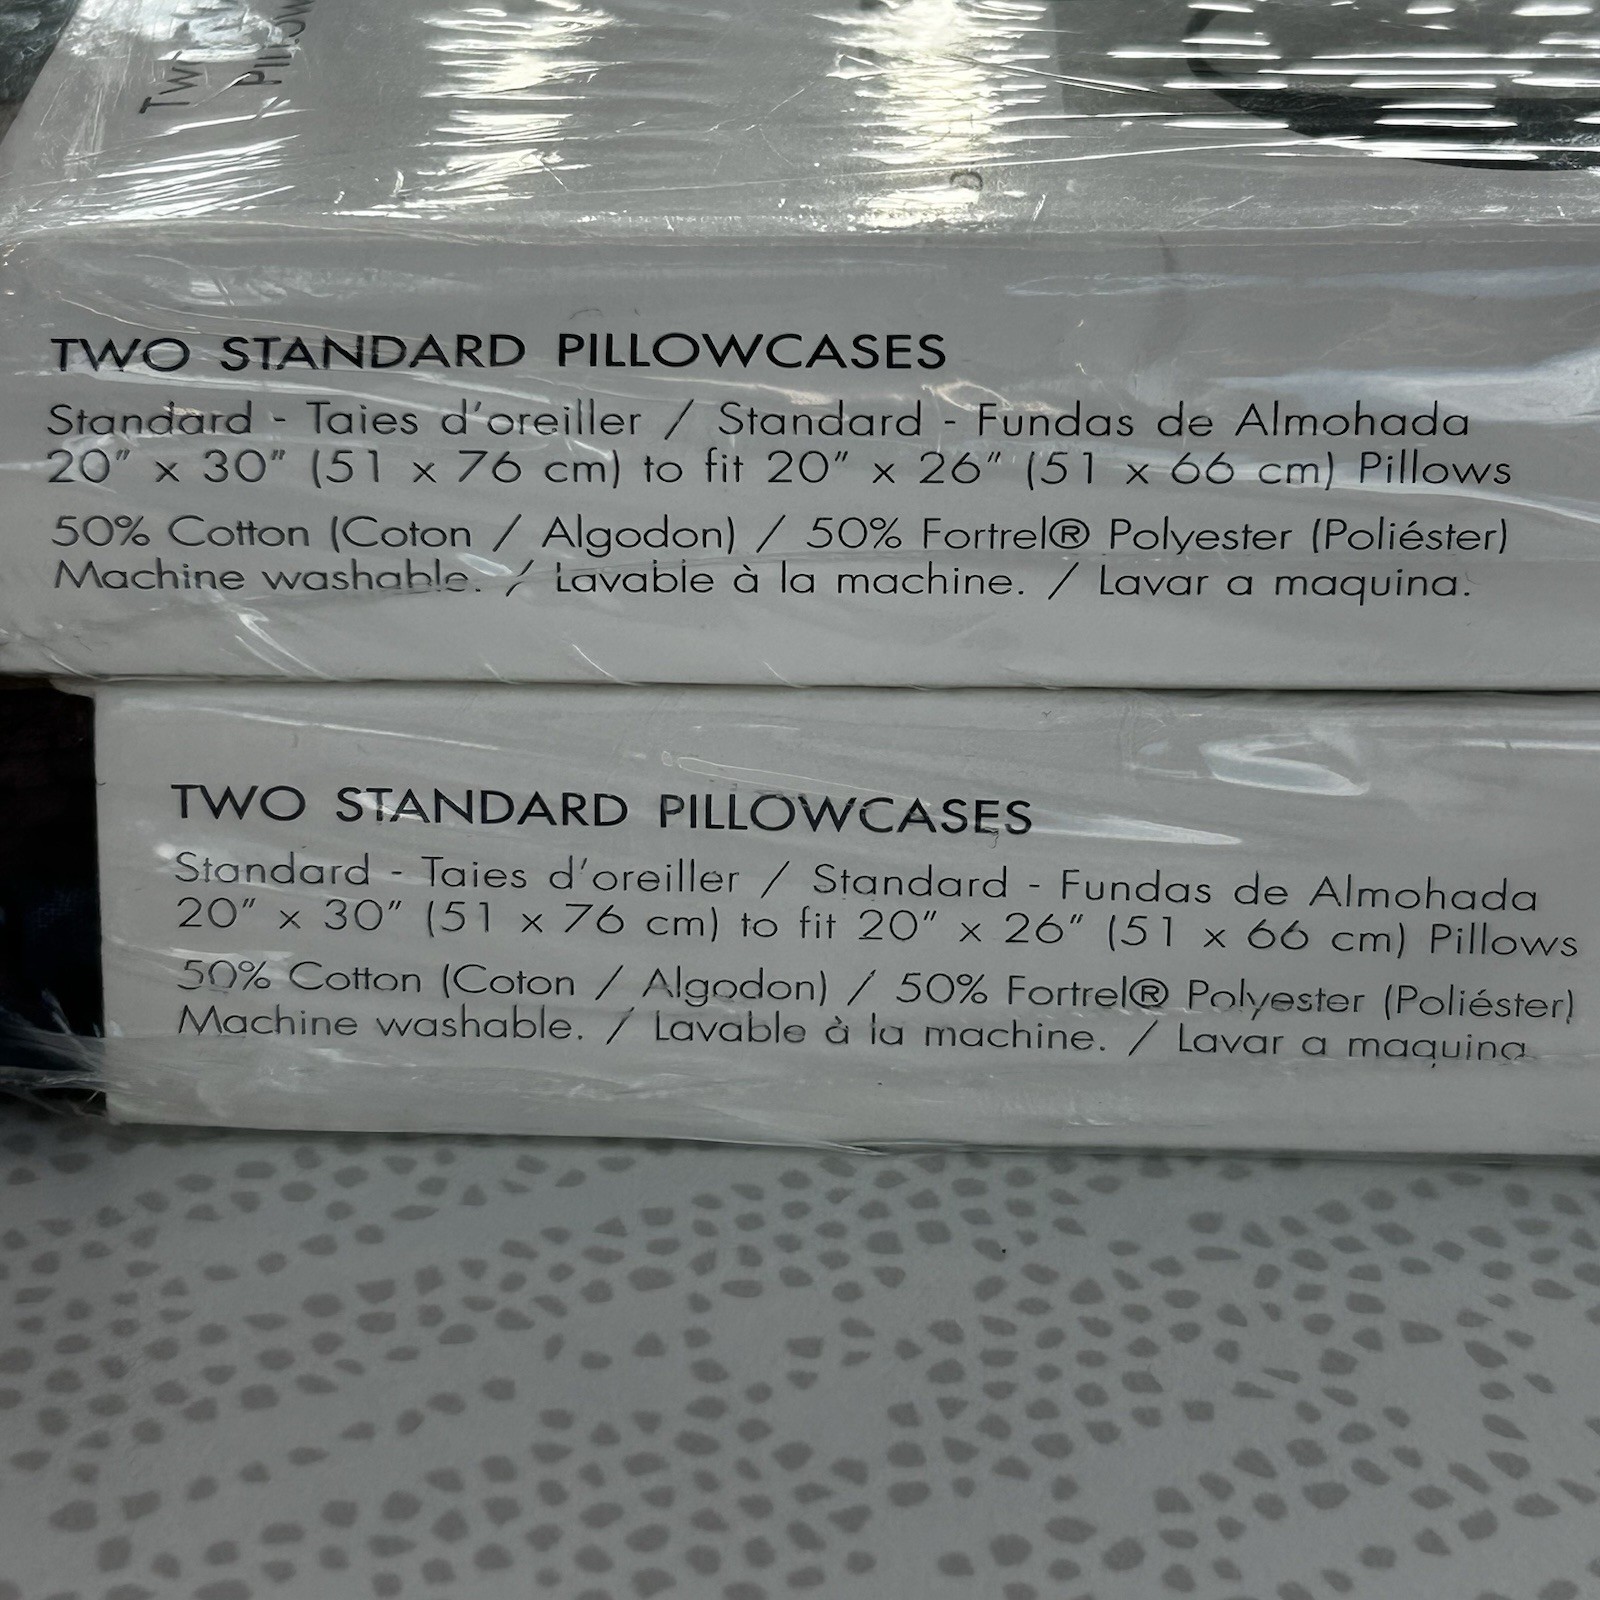 TWO STANDARD PILLOWCASES
Standard - Taies d'oreiller / Standard - Fundas de Almohada
20" x 30" (51 x 76 cm) to fit 20" x 26" (51 x 66 cm) Pillows
50% Cotton (Coton / Algodon) / 50% Fortrel® Polyester (Poliéster)
Machine washable. / Lavable à la machine. / Lavar a maquina.
TWO STANDARD PILLOWCASES
Standard - Taies d'oreiller / Standard - Fundas de Almohada
20" x 30" (51 x 76 cm) to fit 20" x 26" (51 x 66 cm) Pillows
50% Cotton (Coton / Algodon) / 50% Fortrel® Polyester (Poliéster)
Machine washable. / Lavable à la machine. / Lavar a maquina